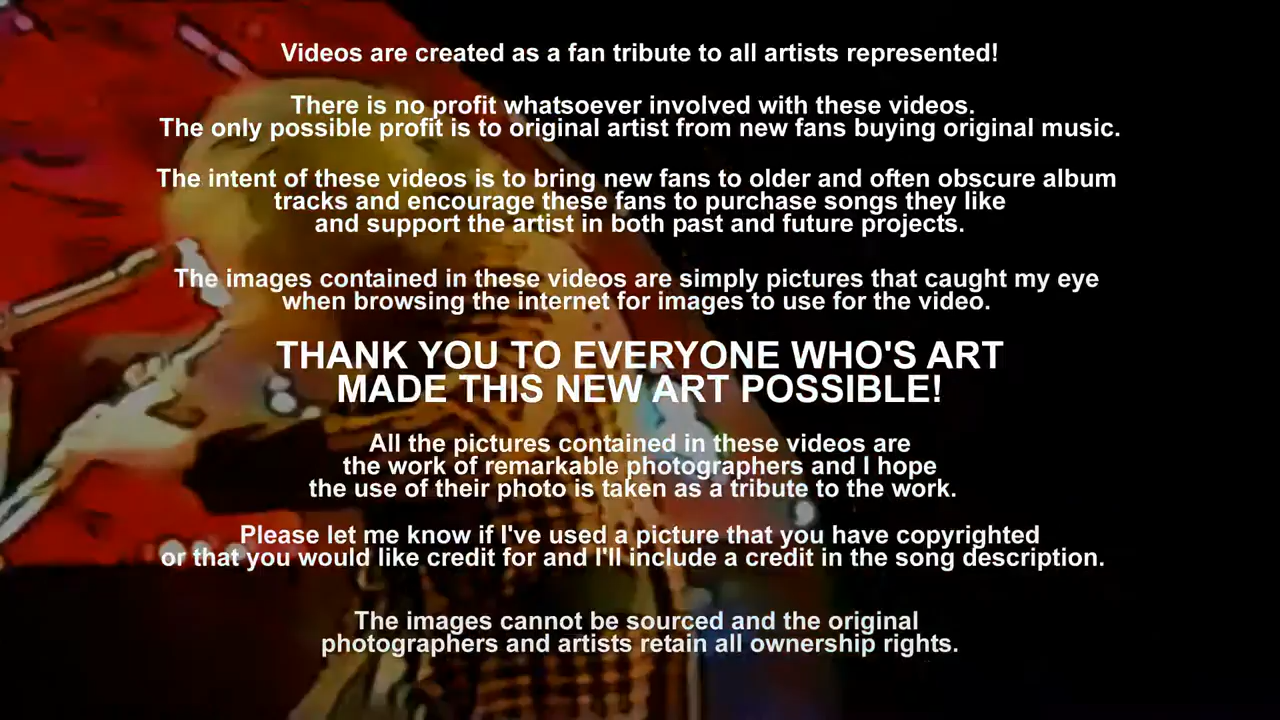 Videos are created as a fan tribute to all artists represented!
There is no profit whatsoever involved with these videos.
The only possible profit is to original artist from new fans buying original music.
The intent of these videos is to bring new fans to older and often obscure album
tracks and encourage these fans to purchase songs they like
and support the artist in both past and future projects.
The images contained in these videos are simply pictures that caught my eye
when browsing the internet for images to use for the video.
THANK YOU TO EVERYONE WHO'S ART
MADE THIS NEW ART POSSIBLE!
All the pictures contained in these videos are
the work of remarkable photographers and I hope
the use of their photo is taken as a tribute to the work.
Please let me know if I've used a picture that you have copyrighted
or that you would like credit for and I'll include a credit in the song description.
The images cannot be sourced and the original
photographers and artists retain all ownership rights.